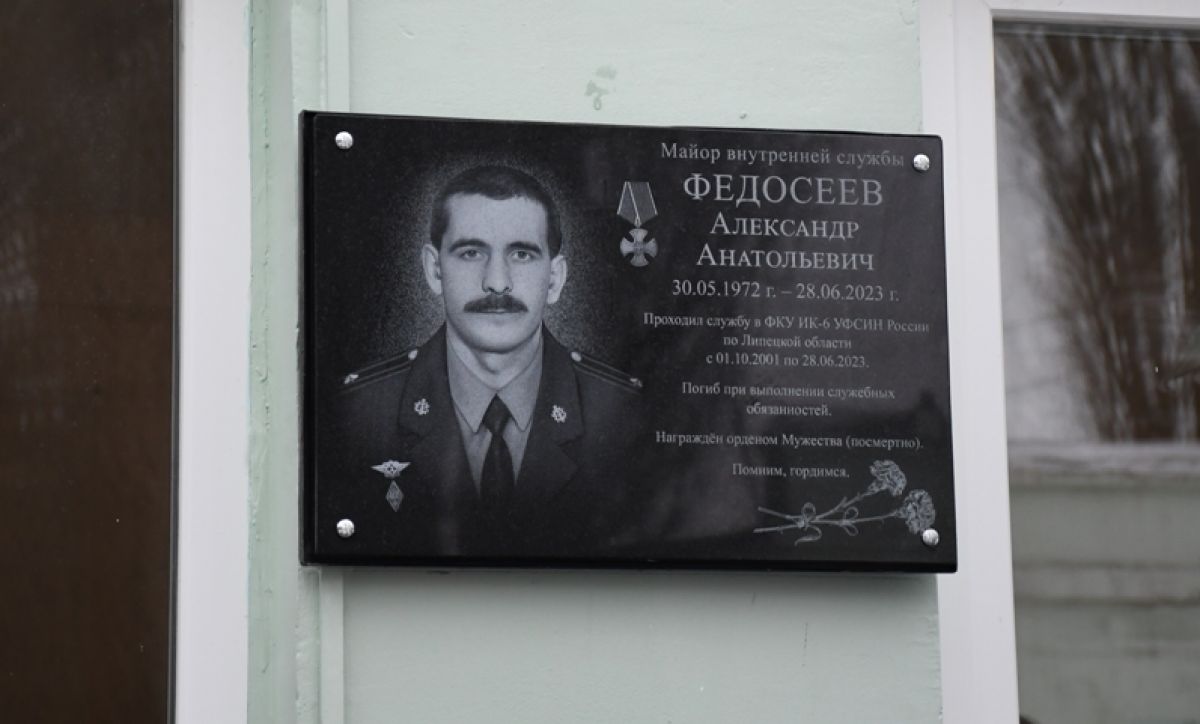 Майор внутренней службы
ФЕДОСЕЕВ
АЛЕКСАНДР
АНАТОЛЬЕВИЧ
30.05.1972 г. – 28.06.2023 г.
Проходил службу в ФКУ ИК-6 УФСИН России
по Липецкой области
с 01.10.2001 по 28.06.2023.
Погиб при выполнении служебных
обязанностей.
Награждён орденом Мужества (посмертно).
Помним, гордимся.